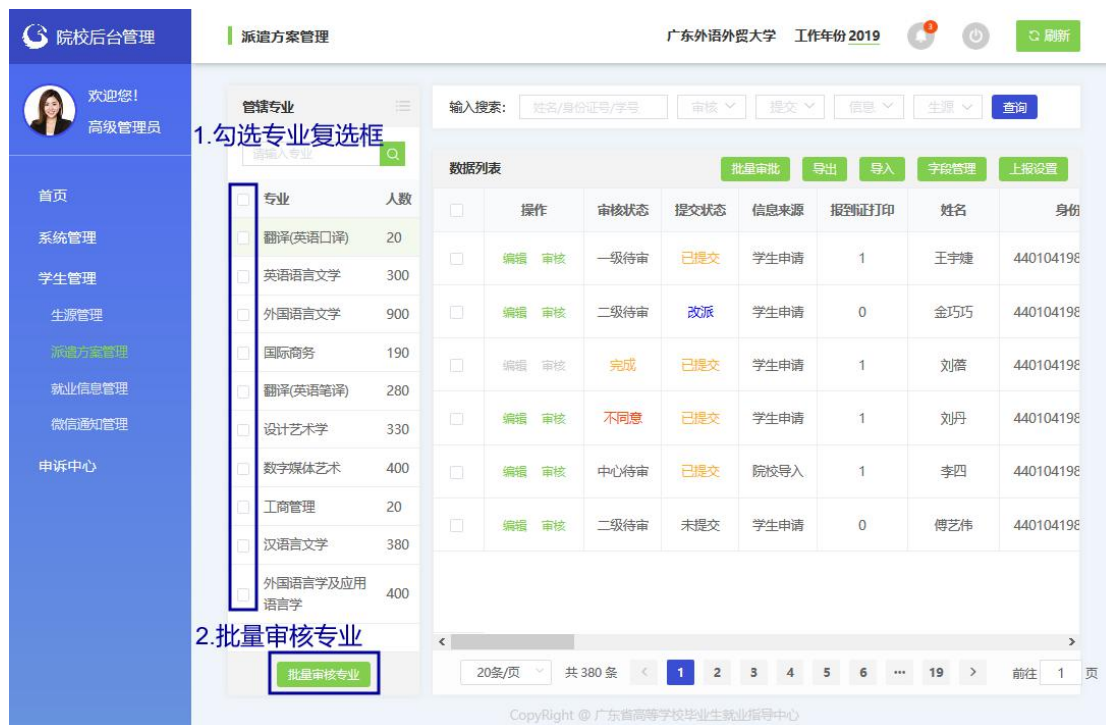 院校后台管理
派遣方案管理
广东外语外贸大学 工作年份 2019
3
刷新
欢迎您!
高级管理员
首页
系统管理
学生管理
生源管理
派遣方案管理
就业信息管理
微信通知管理
申诉中心
管辖专业
1.勾选专业复选框
请输入专业
专业 人数
翻译(英语口译) 20
英语语言文学 300
外国语言文学 900
国际商务 190
翻译(英语笔译) 280
设计艺术学 330
数字媒体艺术 400
工商管理 20
汉语言文学 380
外国语言学及应用
语言学 400
2.批量审核专业
批量审核专业
输入搜索: 姓名/身份证号/学号 审核 提交 信息 生源 查询
数据列表 批量审批 导出 导入 字段管理 上报设置
操作 审核状态 提交状态 信息来源 报到证打印 姓名 身份
编辑 审核 一级待审 已提交 学生申请 1 王宇婕 440104198
编辑 审核 二级待审 改派 学生申请 0 金巧巧 440104198
编辑 审核 完成 已提交 学生申请 1 刘蓓 440104198
编辑 审核 不同意 已提交 学生申请 1 刘丹 440104198
编辑 审核 中心待审 已提交 院校导入 1 李四 440104198
编辑 审核 二级待审 未提交 学生申请 0 傅艺伟 440104198
20条/页 共 380 条 < 1 2 3 4 5 6 ··· 19 > 前往 1 页
CopyRight @ 广东省高等学校毕业生就业指导中心